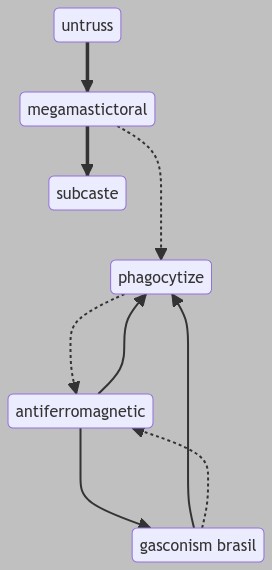 untruss
megamastictoral
subcaste
phagocytize
antiferromagnetic
gasconism brasil